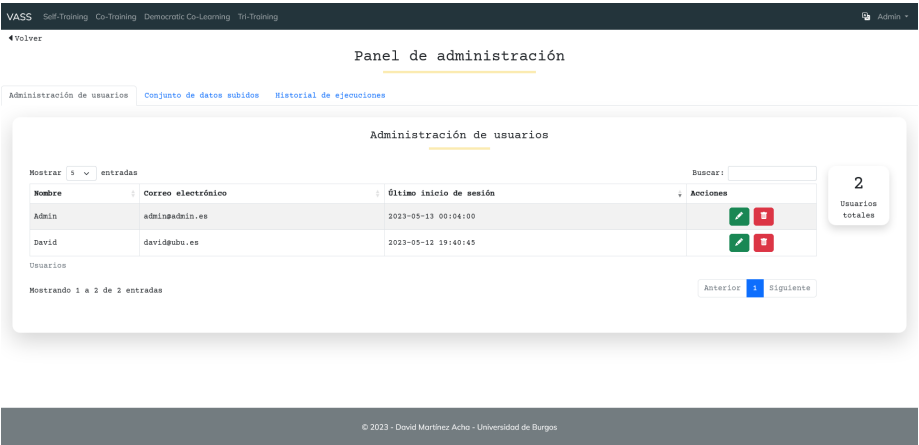 VASS Self-Training Co-Training Democratic Co-Learning Tri-Training Admin
Volver
Panel de administración
Administración de usuarios Conjunto de datos subidos Historial de ejecuciones
Administración de usuarios
Mostrar 5 entradas Buscar:
Nombre Correo electrónico Último inicio de sesión Acciones
Admin admin@admin.es 2023-05-13 00:04:00
David david@ubu.es 2023-05-12 19:40:45
2
Usuarios
totales
Usuarios
Mostrando 1 a 2 de 2 entradas Anterior 1 Siguiente
© 2023 - David Martínez Acha - Universidad de Burgos